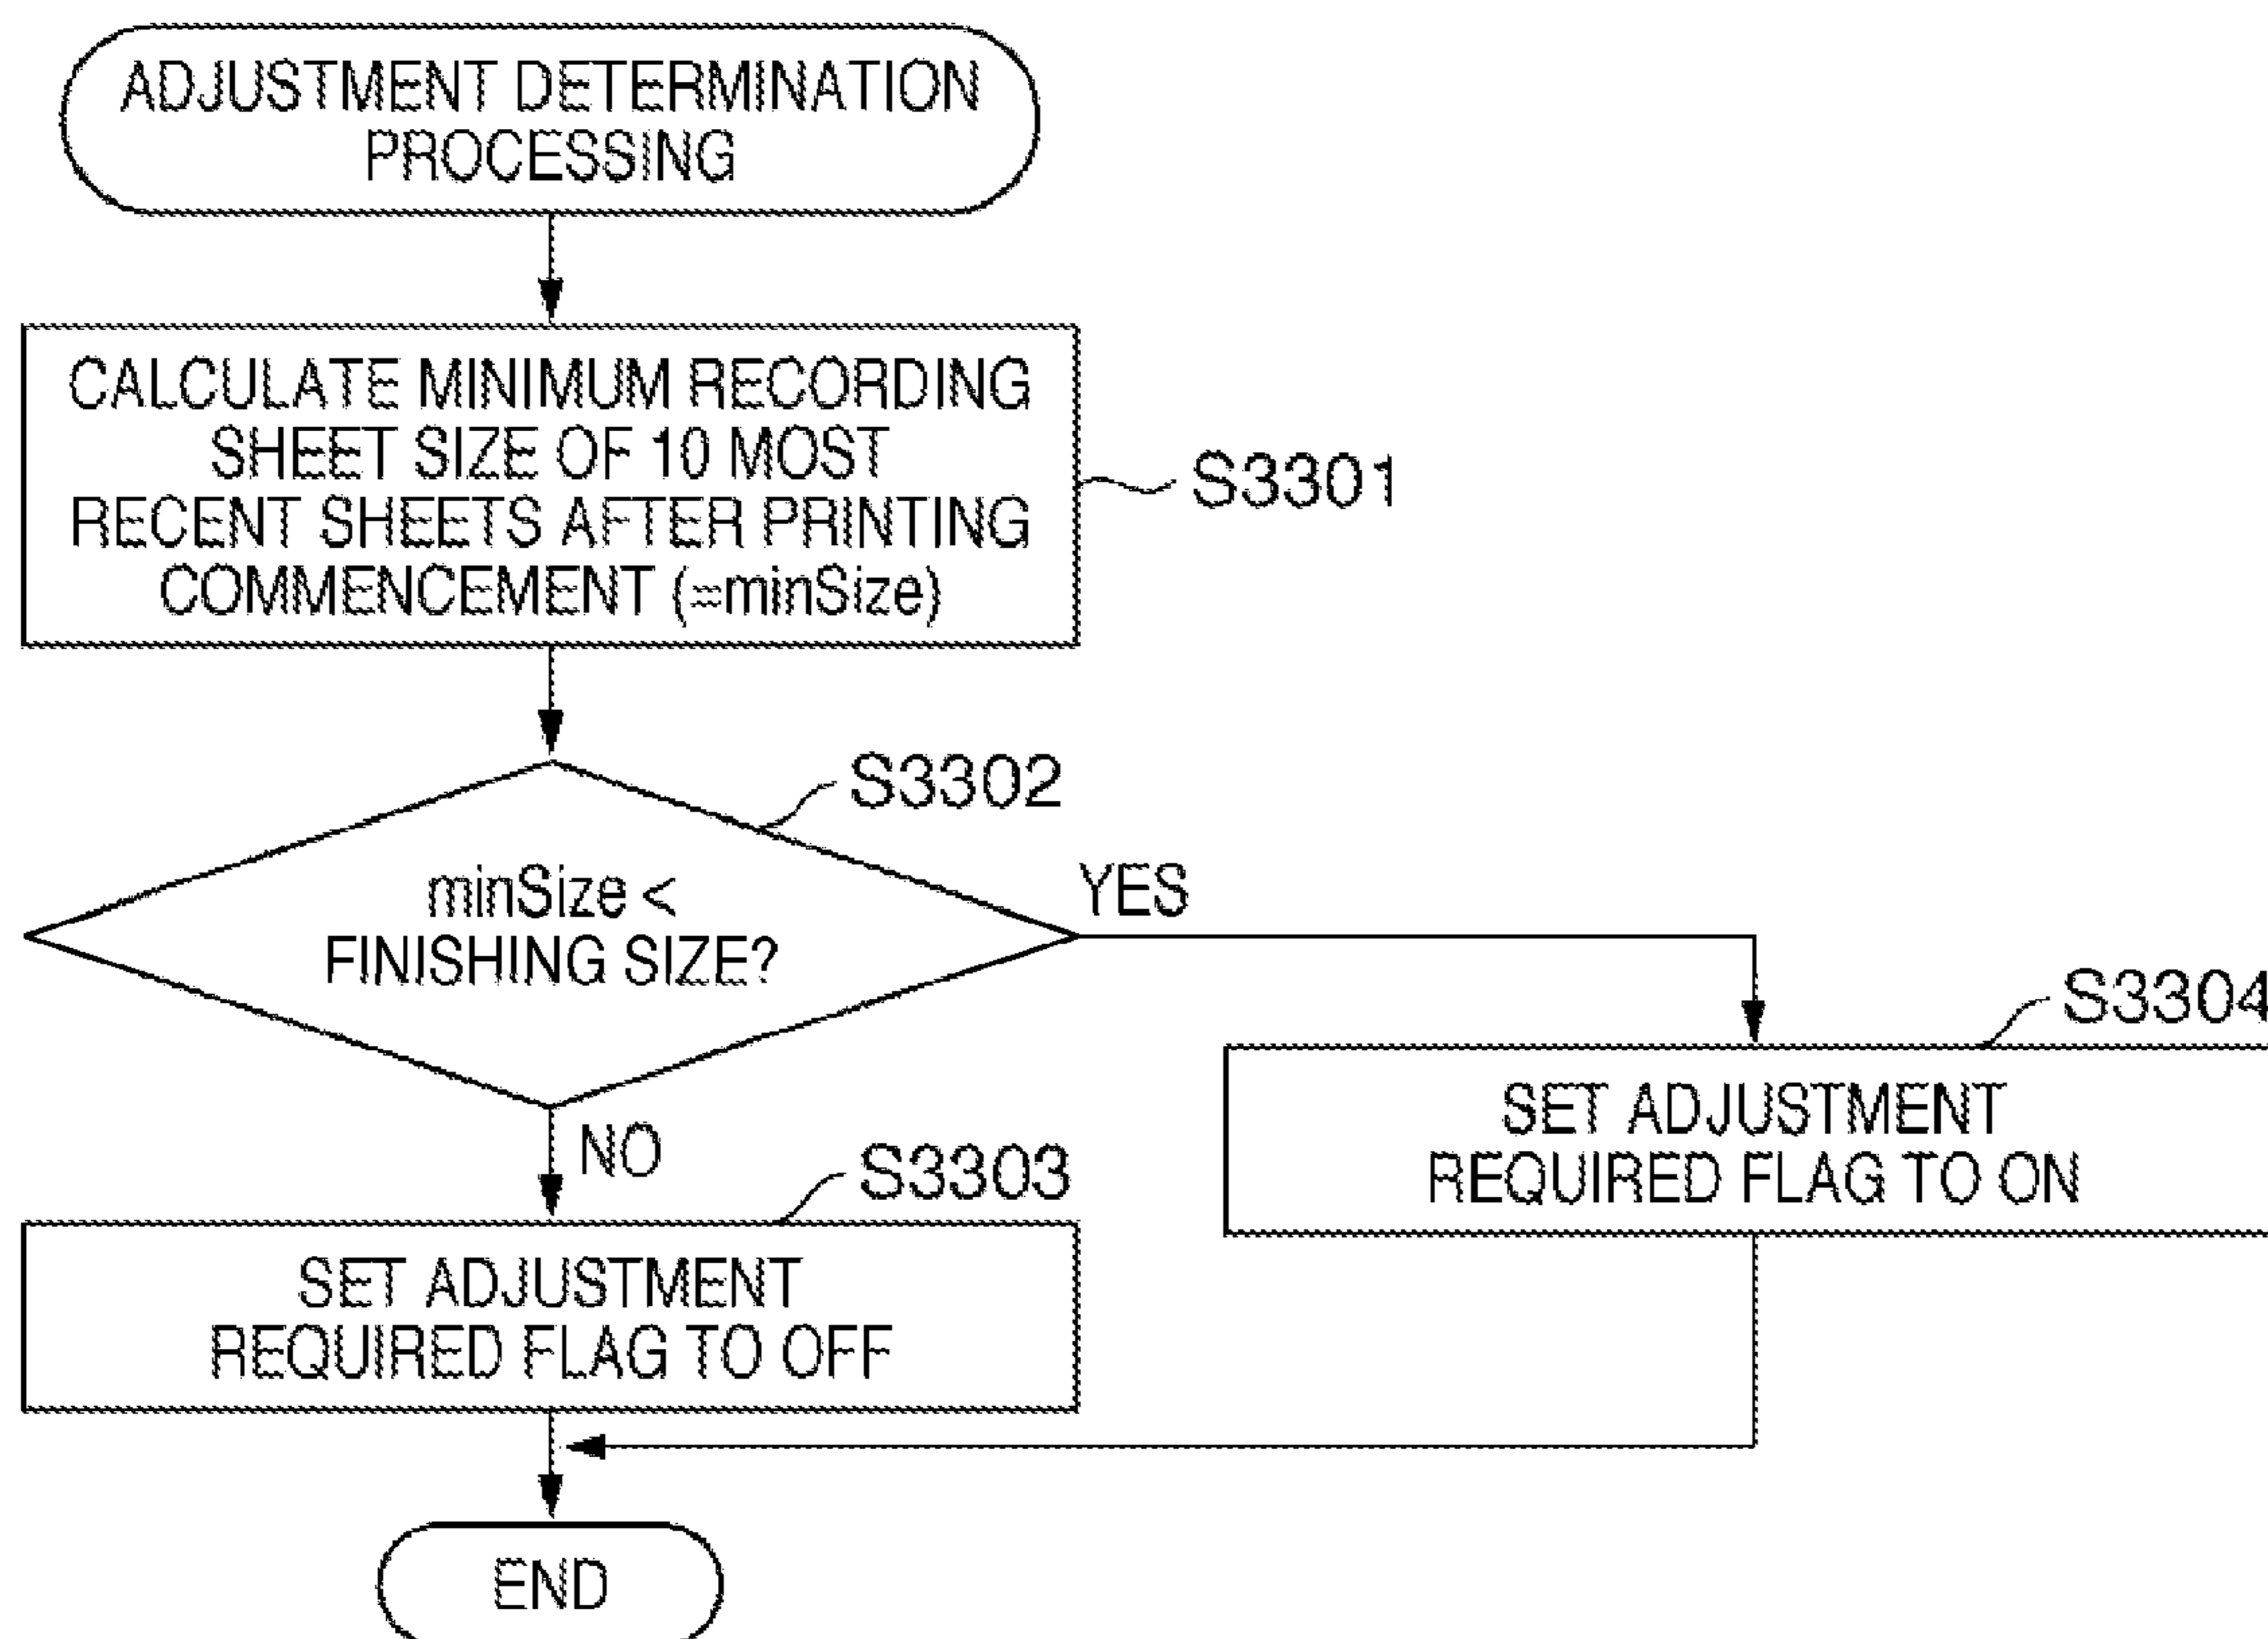 ADJUSTMENT DETERMINATION
PROCESSING
CALCULATE MINIMUM RECORDING
SHEET SIZE OF 10 MOST
RECENT SHEETS AFTER PRINTING
COMMENCEMENT (=minSize)
S3301
S3302
minSize <
FINISHING SIZE?
YES
NO
S3304
SET ADJUSTMENT
REQUIRED FLAG TO ON
S3303
SET ADJUSTMENT
REQUIRED FLAG TO OFF
END